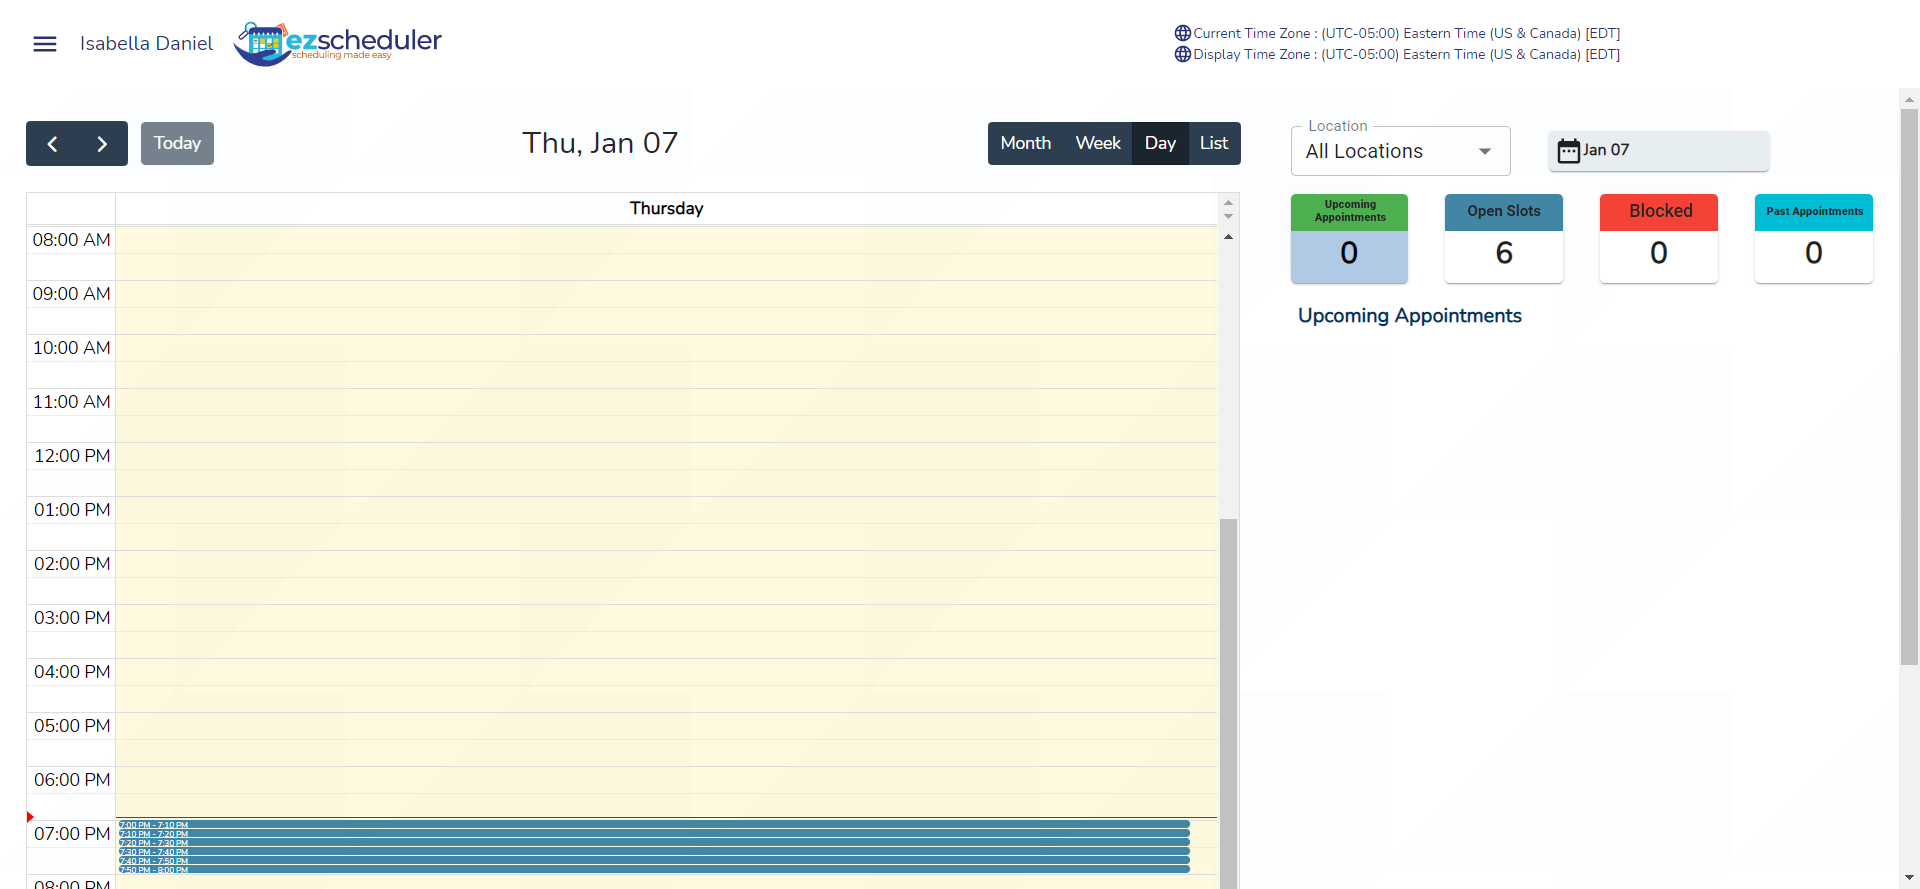 Isabella Daniel
ezscheduler
scheduling made easy
Current Time Zone : (UTC-05:00) Eastern Time (US & Canada) [EDT]
Display Time Zone : (UTC-05:00) Eastern Time (US & Canada) [EDT]
Today
Thu, Jan 07
Month Week Day List
Location
All Locations
Jan 07
Thursday
Upcoming Appointments
0
Open Slots
6
Blocked
0
Past Appointments
0
Upcoming Appointments
08:00 AM
09:00 AM
10:00 AM
11:00 AM
12:00 PM
01:00 PM
02:00 PM
03:00 PM
04:00 PM
05:00 PM
06:00 PM
07:00 PM
7:00 PM - 7:10 PM
7:10 PM - 7:20 PM
7:20 PM - 7:30 PM
7:30 PM - 7:40 PM
7:40 PM - 7:50 PM
7:50 PM - 8:00 PM
08:00 PM